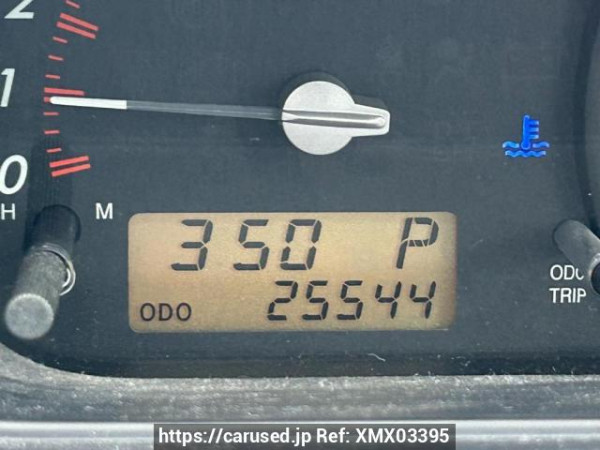 2
1
0
H M
350 P
ODO 25544
ODO
TRIP
https://carused.jp Ref: XMX03395